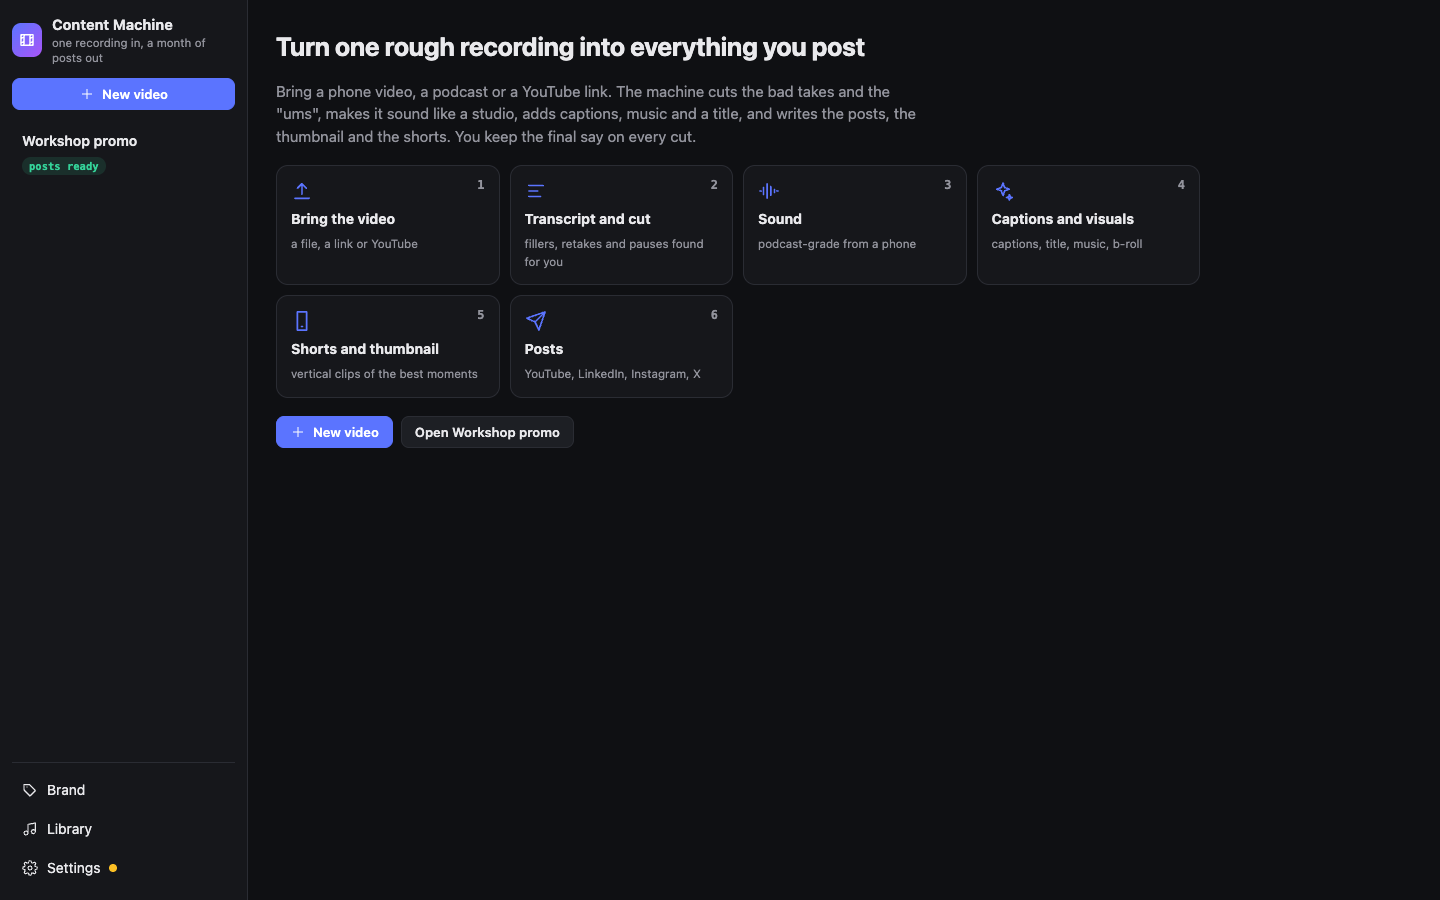 Content Machine
one recording in, a month of
posts out
New video
Workshop promo
posts ready
Brand
Library
Settings
Turn one rough recording into everything you post
Bring a phone video, a podcast or a YouTube link. The machine cuts the bad takes and the
"ums", makes it sound like a studio, adds captions, music and a title, and writes the posts, the
thumbnail and the shorts. You keep the final say on every cut.
1
Bring the video
a file, a link or YouTube
2
Transcript and cut
fillers, retakes and pauses found
for you
3
Sound
podcast-grade from a phone
4
Captions and visuals
captions, title, music, b-roll
5
Shorts and thumbnail
vertical clips of the best moments
6
Posts
YouTube, LinkedIn, Instagram, X
New video
Open Workshop promo